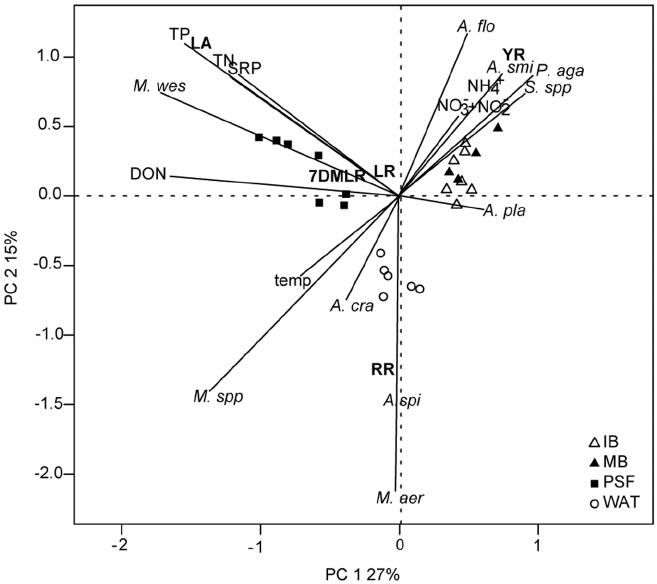 TP LA
TN
SRP
M. wes
DON
7DMLR
LR
A. flo
YR
A. smi
P. aga
NH4+
S. spp
NO3-+NO2-
A. pla
temp
A. cra
M. spp
RR
A. spi
M. aer
IB
MB
PSF
WAT
1.0
0.5
0.0
-0.5
-1.0
-1.5
-2.0
-2 -1 0 1
PC 2 15%
PC 1 27%